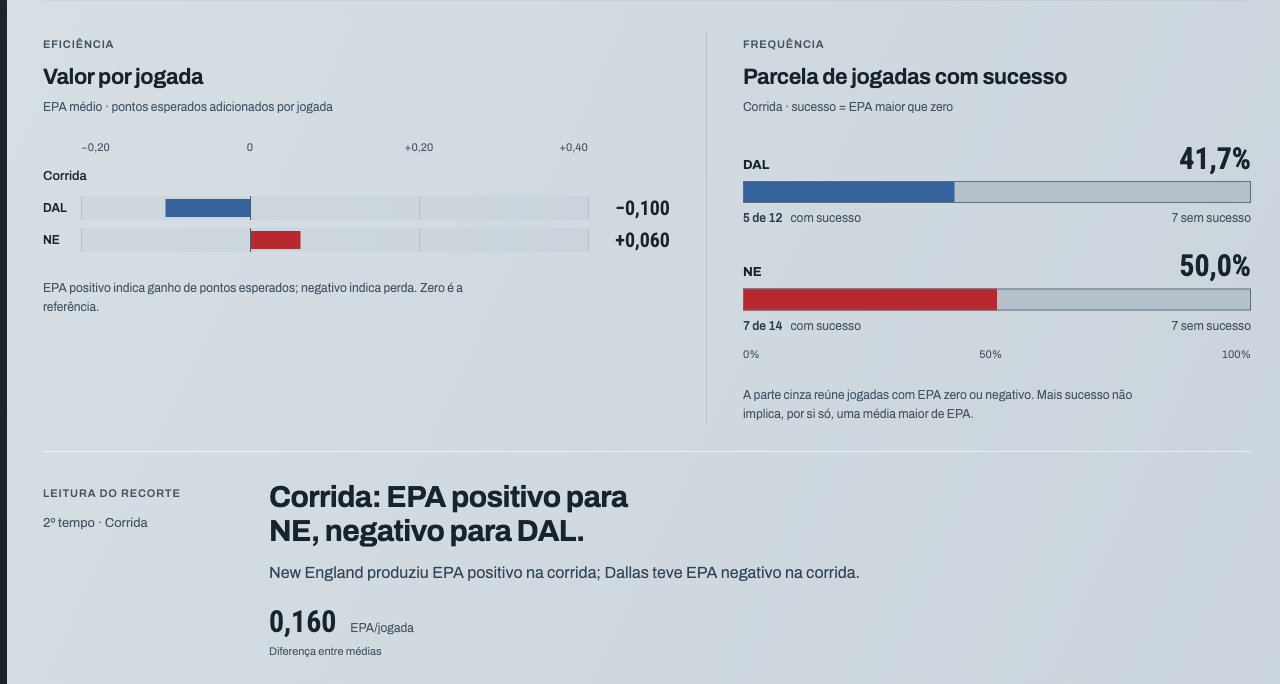 EFICIÊNCIA
Valor por jogada
EPA médio · pontos esperados adicionados por jogada
−0,20 0 +0,20 +0,40
Corrida
DAL −0,100
NE +0,060
EPA positivo indica ganho de pontos esperados; negativo indica perda. Zero é a
referência.
FREQUÊNCIA
Parcela de jogadas com sucesso
Corrida · sucesso = EPA maior que zero
DAL 41,7%
5 de 12 com sucesso 7 sem sucesso
NE 50,0%
7 de 14 com sucesso 7 sem sucesso
0% 50% 100%
A parte cinza reúne jogadas com EPA zero ou negativo. Mais sucesso não
implica, por si só, uma média maior de EPA.
LEITURA DO RECORTE
2º tempo · Corrida
Corrida: EPA positivo para
NE, negativo para DAL.
New England produziu EPA positivo na corrida; Dallas teve EPA negativo na corrida.
0,160 EPA/jogada
Diferença entre médias